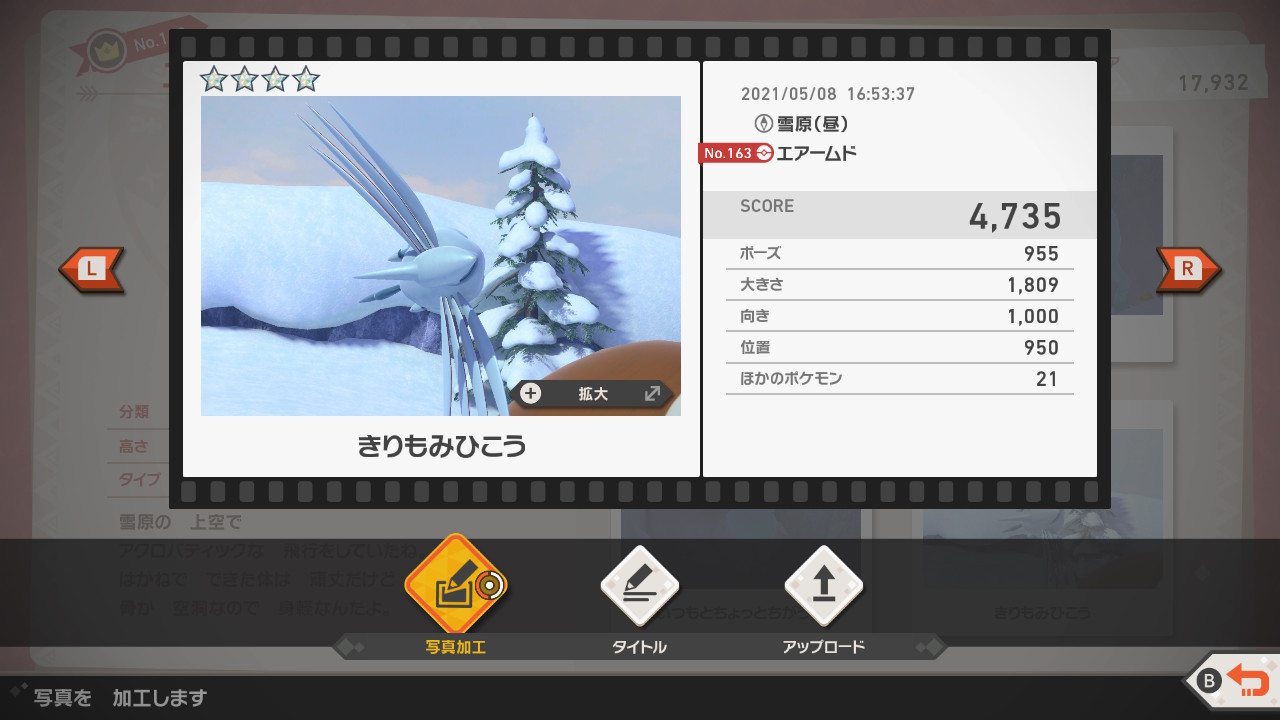 No.1
17,932
2021/05/08 16:53:37
雪原(昼)
No.163 エアームド
SCORE 4,735
ポーズ 955
大きさ 1,809
向き 1,000
位置 950
ほかのポケモン 21
拡大
きりもみひこう
L
R
分類
高さ
タイプ
雪原の 上空で
アクロバティックな 飛行をしていたね
はがねで できた体は 頑丈だけど
空洞なので 身軽なんだよ
いつもとちょっとちが
きりもみひこう
写真加工
タイトル
アップロード
写真を 加工します
B